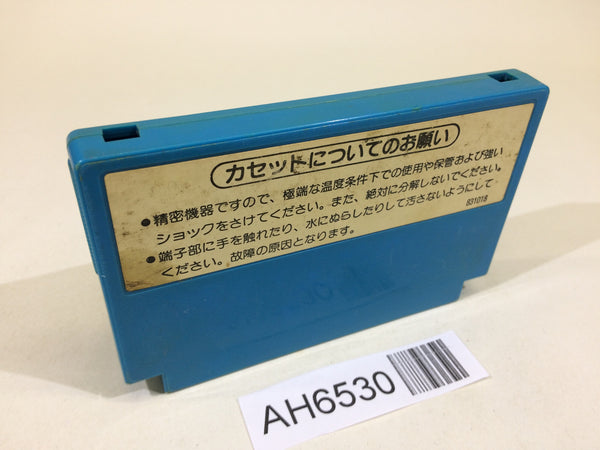 カセットについてのお願い
●精密機器ですので、極端な温度条件下での使用や保管および強い
ショックをさけてください。また、絶対に分解しないでください。
●端子部に手を触れたり、水にぬらしたりして汚さないようにして
ください。故障の原因となります。
831018
AH6530